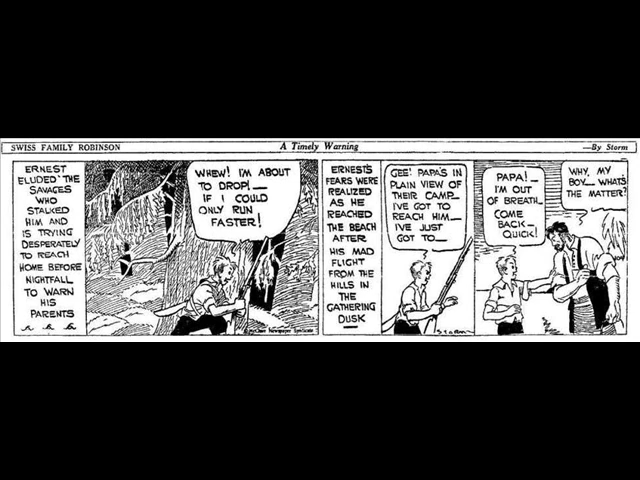 SWISS FAMILY ROBINSON
A Timely Warning
—By Storm
ERNEST
ELUDED THE
SAVAGES
WHO
STALKED
HIM AND
IS TRYING
DESPERATELY
TO REACH
HOME BEFORE
NIGHTFALL
TO WARN
HIS
PARENTS
WHEW! I'M ABOUT
TO DROP!—
IF I COULD
ONLY RUN
FASTER!
ERNEST'S
FEARS WERE
REALIZED
AS HE
REACHED
THE BEACH
AFTER
HIS MAD
FLIGHT
FROM THE
HILLS IN
THE
GATHERING
DUSK
GEE! PAPA'S IN
PLAIN VIEW OF
THEIR CAMP—
I'VE GOT TO
REACH HIM—
I'VE JUST
GOT TO—
STORM
PAPA!—
I'M OUT
OF BREATH—
COME
BACK—
QUICK!
WHY, MY
BOY— WHAT'S
THE MATTER?